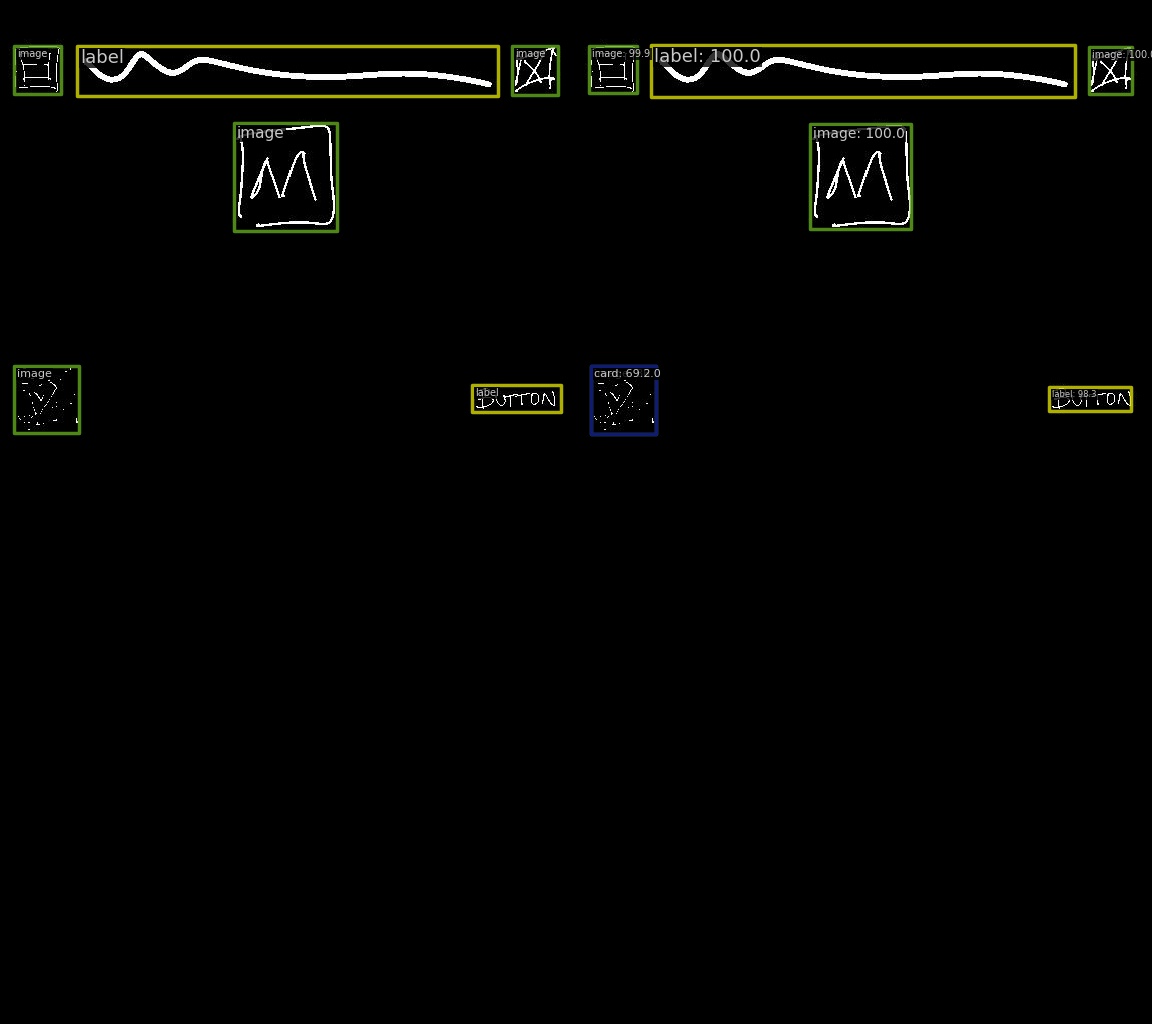 image label image image: 99.9 label: 100.0 image: 100.0
image image: 100.0
M M
image card: 69.2.0
label BUTTON label: 98.3 BUTTON